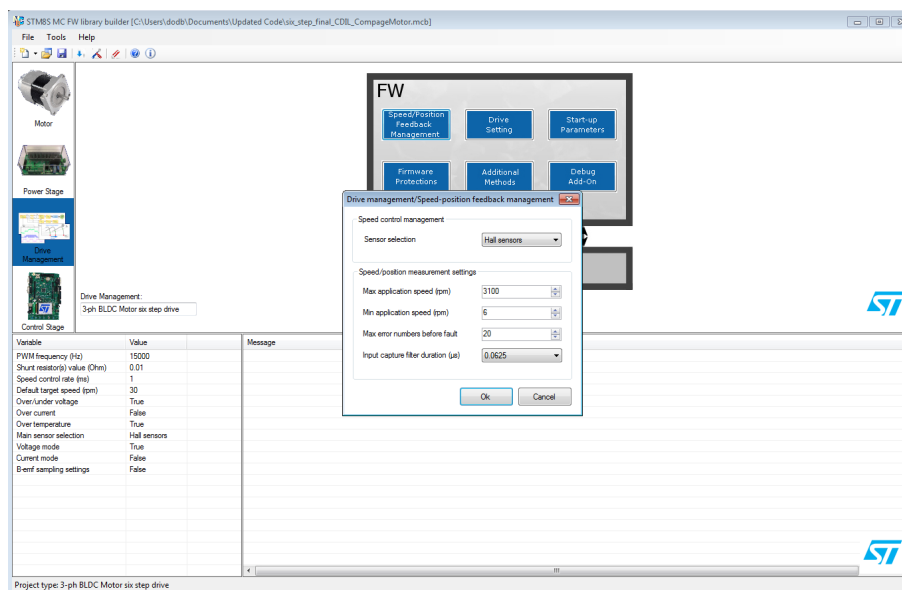 STM8S MC FW library builder [C:\Users\dodb\Documents\Updated Code\six_step_final_CDIL_CompageMotor.mcb]
File Tools Help
FW
Speed/Position
Feedback
Management
Drive
Setting
Start-up
Parameters
Motor
Firmware
Protections
Additional
Methods
Debug
Add-On
Power Stage
Drive management/Speed-position feedback management
Speed control management
Sensor selection Hall sensors
Drive
Management
Speed/position measurement settings
Max application speed (rpm) 3100
Min application speed (rpm) 6
Max error numbers before fault 20
Input capture filter duration (µs) 0.0625
Ok Cancel
Drive Management:
3-ph BLDC Motor six step drive
Control Stage
ST
Variable Value Message
PWM frequency (Hz) 15000
Shunt resistor(s) value (Ohm) 0.01
Speed control rate (ms) 1
Default target speed (rpm) 30
Over/under voltage True
Over current False
Over temperature True
Main sensor selection Hall sensors
Voltage mode True
Current mode False
B-emf sampling settings False
ST
Project type: 3-ph BLDC Motor six step drive